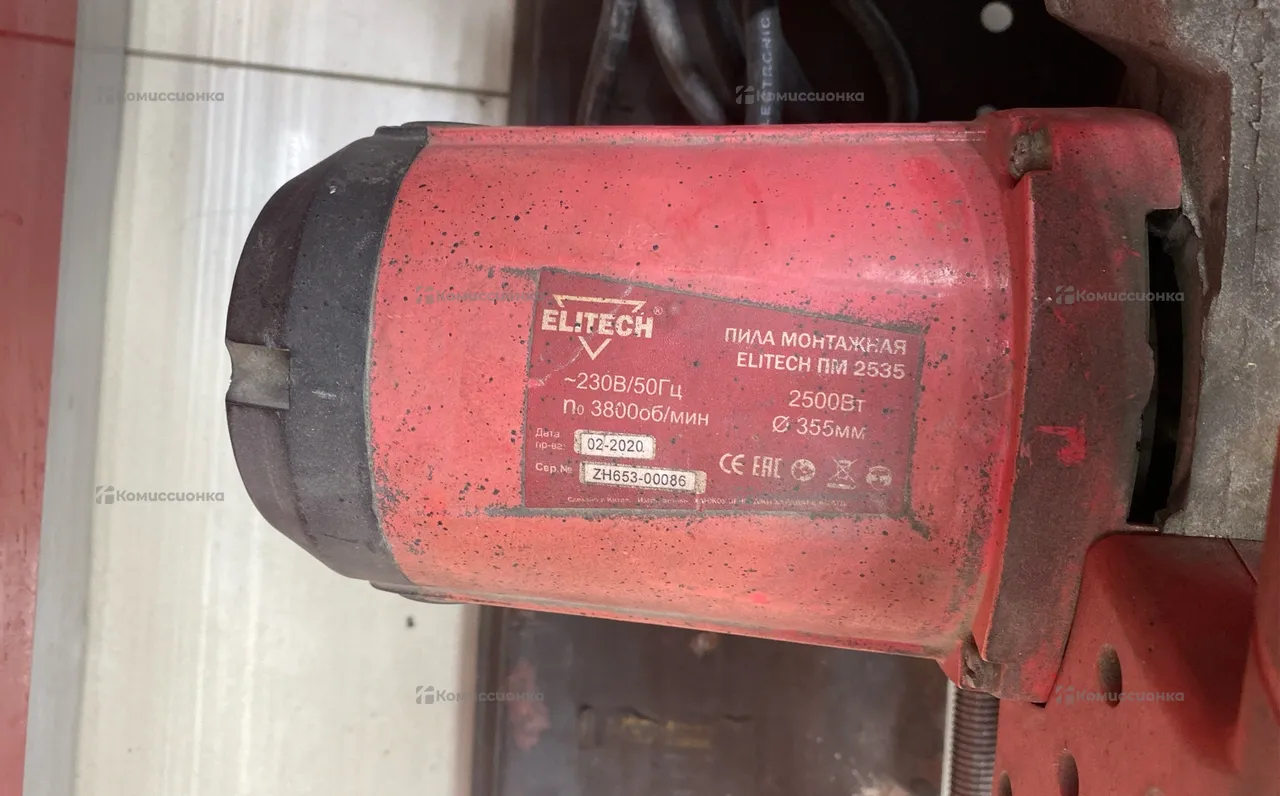 ELITECH®
ПИЛА МОНТАЖНАЯ
ELITECH ПМ 2535
~230В/50Гц
2500Вт
n₀ 3800об/мин
Ø 355мм
Дата
пр-ва:
02-2020
Сер.№
ZH653-00086
CE EAC
ELECTRONIC
Комиссионка
Комиссионка
Комиссионка
Комиссионка
Комиссионка
Комиссионка
Комиссионка